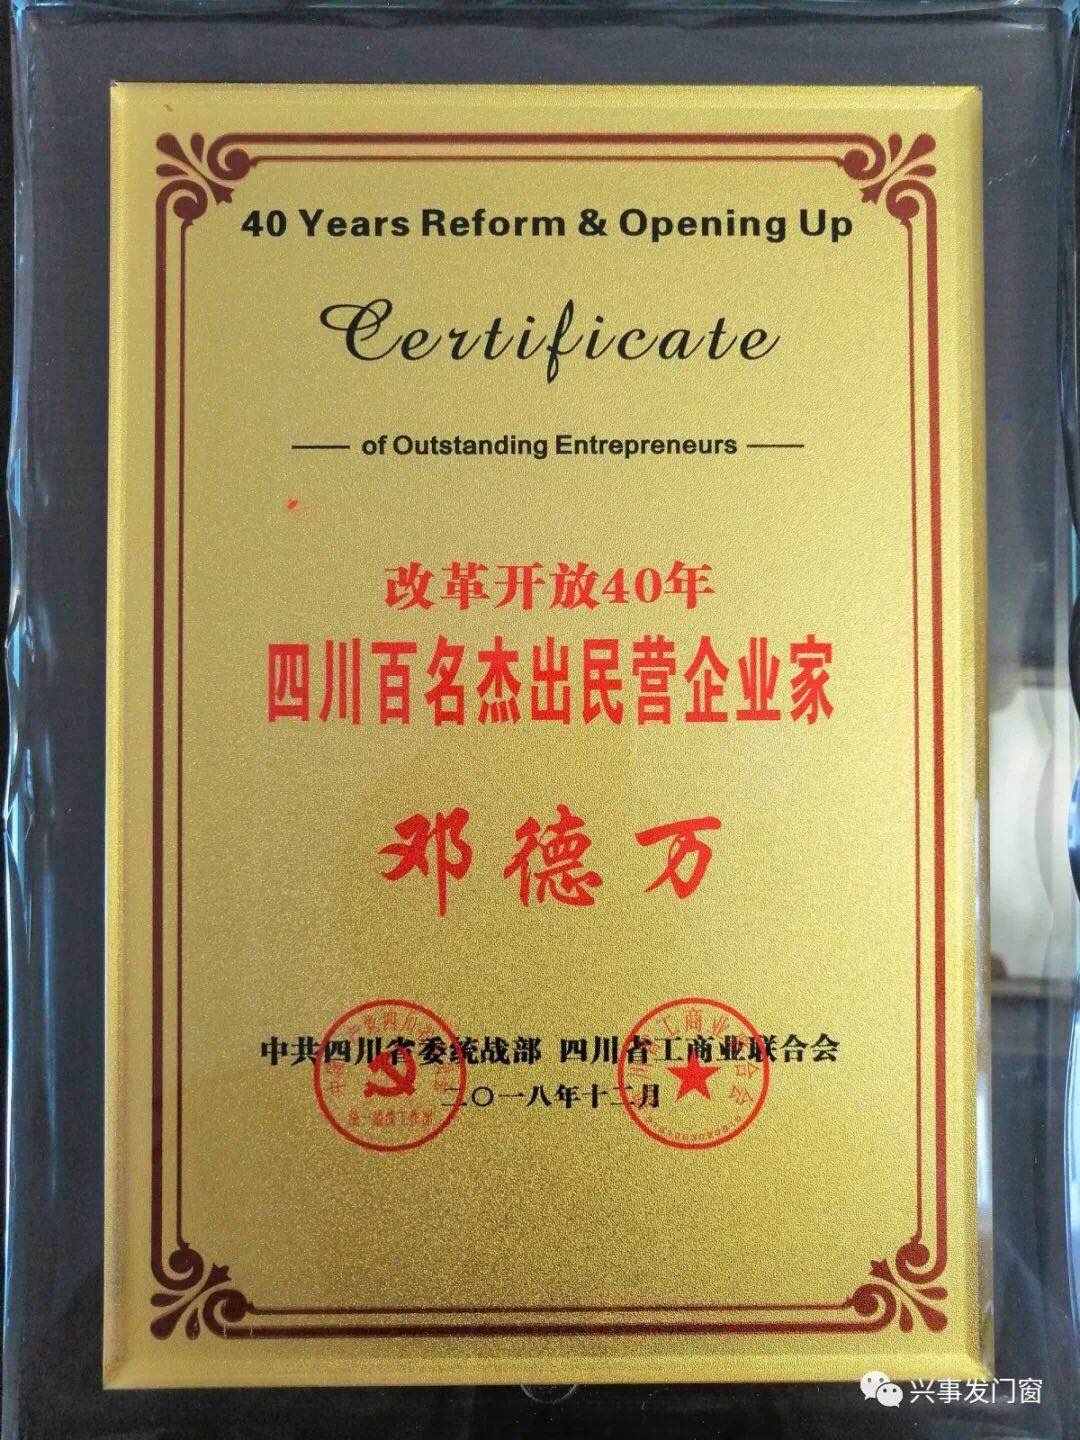 40 Years Reform & Opening Up
Certificate
of Outstanding Entrepreneurs
改革开放40年
四川百名杰出民营企业家
邓德万
中共四川省委统战部 四川省工商业联合会
二〇一八年十二月
兴事发门窗